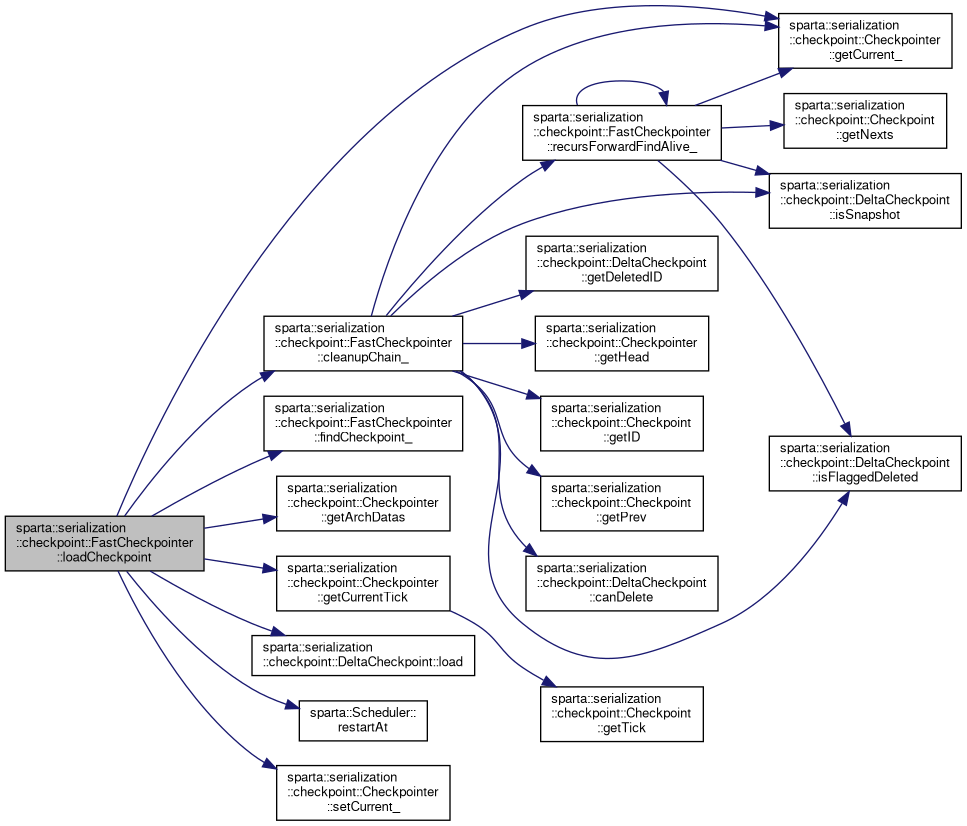 sparta::serialization
::checkpoint::FastCheckpointer
::loadCheckpoint
sparta::serialization
::checkpoint::FastCheckpointer
::cleanupChain_
sparta::serialization
::checkpoint::FastCheckpointer
::findCheckpoint_
sparta::serialization
::checkpoint::Checkpointer
::getArchDatas
sparta::serialization
::checkpoint::Checkpointer
::getCurrentTick
sparta::serialization
::checkpoint::DeltaCheckpoint::load
sparta::Scheduler::
restartAt
sparta::serialization
::checkpoint::Checkpointer
::setCurrent_
sparta::serialization
::checkpoint::FastCheckpointer
::recursForwardFindAlive_
sparta::serialization
::checkpoint::DeltaCheckpoint
::getDeletedID
sparta::serialization
::checkpoint::Checkpointer
::getHead
sparta::serialization
::checkpoint::Checkpoint
::getID
sparta::serialization
::checkpoint::Checkpoint
::getPrev
sparta::serialization
::checkpoint::DeltaCheckpoint
::canDelete
sparta::serialization
::checkpoint::Checkpoint
::getTick
sparta::serialization
::checkpoint::Checkpointer
::getCurrent_
sparta::serialization
::checkpoint::Checkpoint
::getNexts
sparta::serialization
::checkpoint::DeltaCheckpoint
::isSnapshot
sparta::serialization
::checkpoint::DeltaCheckpoint
::isFlaggedDeleted